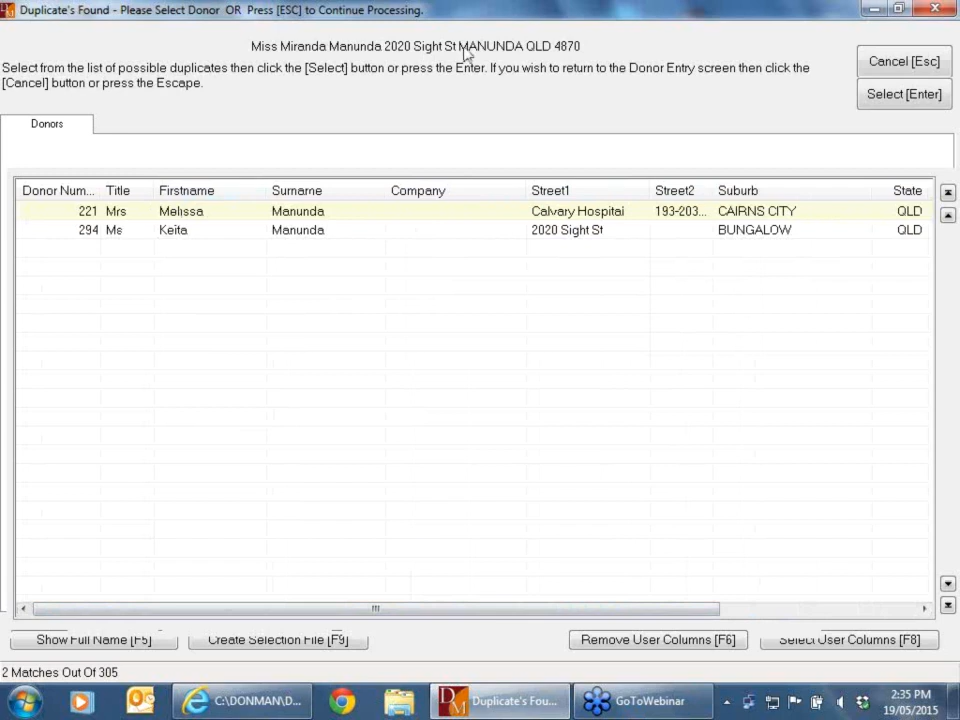 Duplicate's Found - Please Select Donor OR Press [ESC] to Continue Processing.
Miss Miranda Manunda 2020 Sight St MANUNDA QLD 4870
Select from the list of possible duplicates then click the [Select] button or press the Enter. If you wish to return to the Donor Entry screen then click the
[Cancel] button or press the Escape.
Cancel [Esc]
Select [Enter]
Donors
Donor Num... Title Firstname Surname Company Street1 Street2 Suburb State
221 Mrs Melissa Manunda Calvary Hospital 193-203... CAIRNS CITY QLD
294 Ms Keita Manunda 2020 Sight St BUNGALOW QLD
Show Full Name [F5] Create Selection File [F9] Remove User Columns [F6] Select User Columns [F8]
2 Matches Out Of 305
C:\DONMAN\D... Duplicate's Fou... GoToWebinar 2:35 PM
19/05/2015